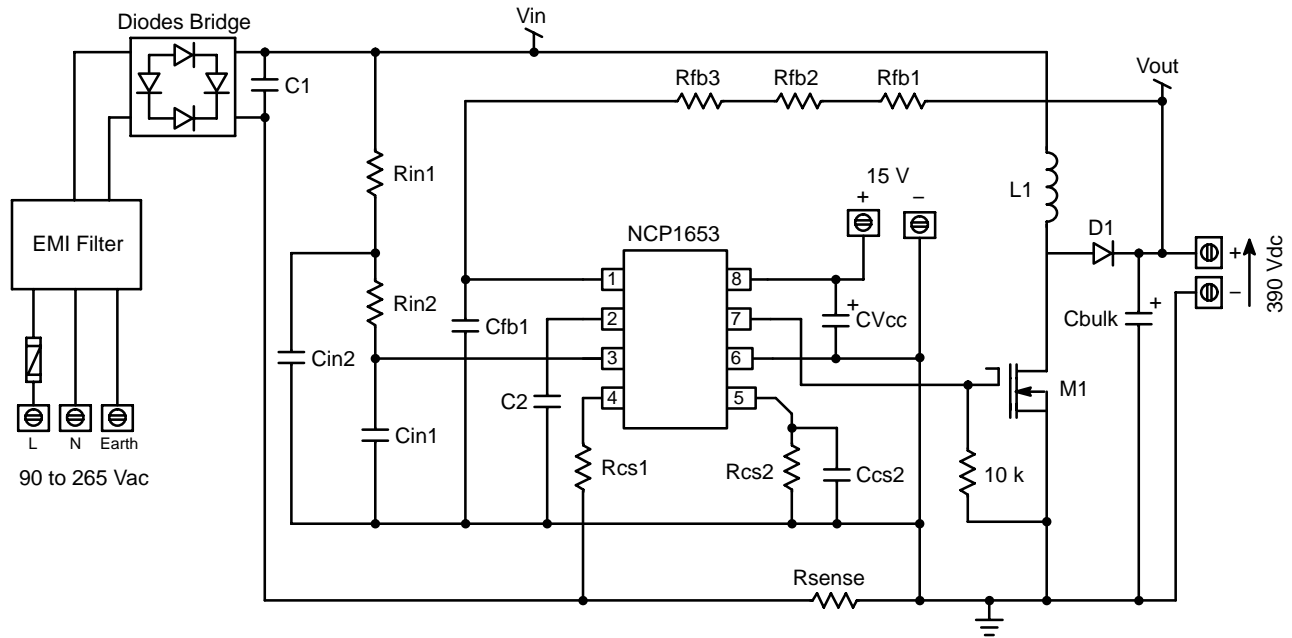 Diodes Bridge
Vin
C1
Rfb3
Rfb2
Rfb1
Vout
Rin1
15 V
+
−
L1
EMI Filter
NCP1653
D1
+
−
390 Vdc
1
8
Rin2
2
7
Cfb1
+
CVcc
Cbulk
+
Cin2
3
6
M1
C2
4
5
L
N
Earth
Cin1
90 to 265 Vac
Rcs1
Rcs2
Ccs2
10 k
Rsense